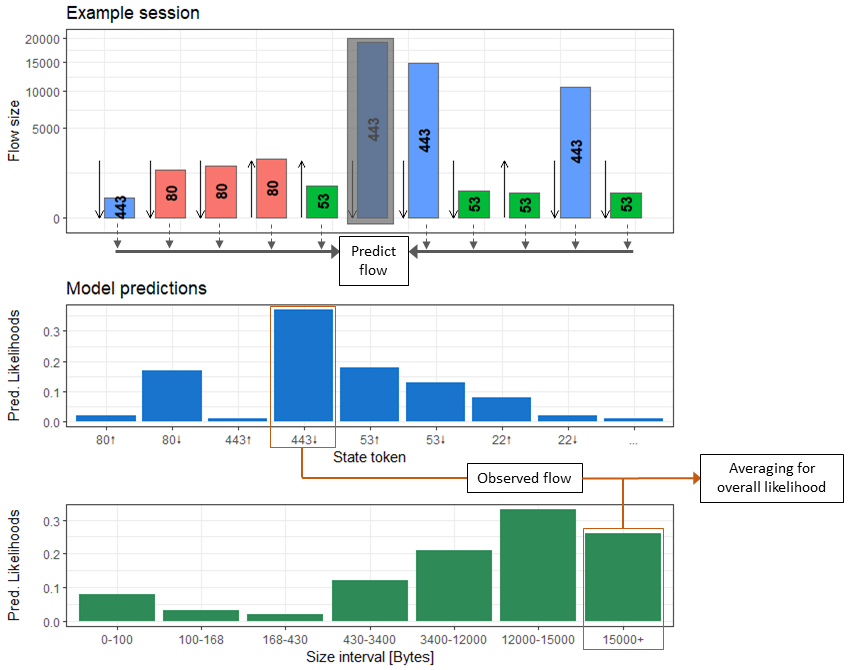 Example session
Flow size
20000
15000
10000
5000
0
443
80
80
80
53
443
443
53
53
443
53
Predict
flow
Model predictions
Pred. Likelihoods
0.3
0.2
0.1
0.0
80↑ 80↓ 443↑ 443↓ 53↑ 53↓ 22↑ 22↓ ...
State token
Observed flow
Averaging for
overall likelihood
Pred. Likelihoods
0.3
0.2
0.1
0.0
0-100 100-168 168-430 430-3400 3400-12000 12000-15000 15000+
Size interval [Bytes]